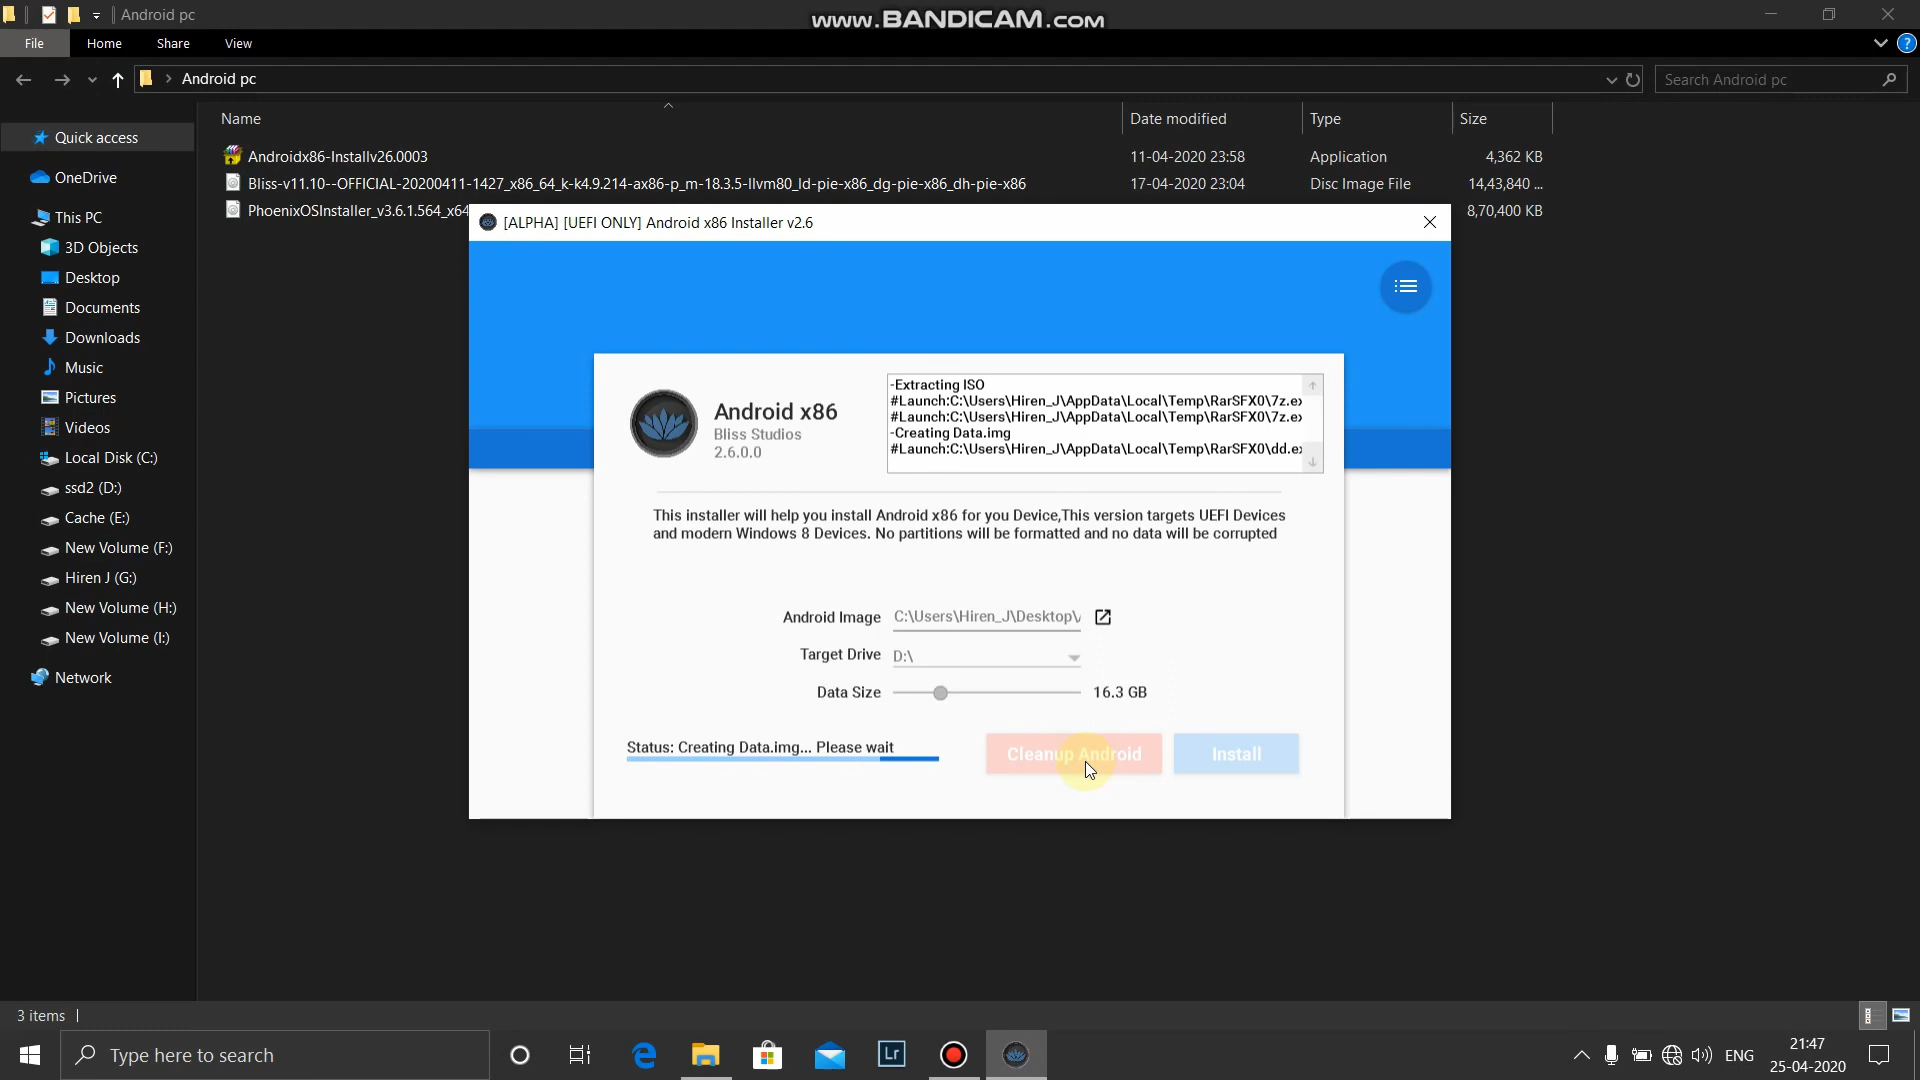 Android pc
www.BANDICAM.com
File
Home
Share
View
Android pc
Search Android pc
Name
Date modified
Type
Size
Quick access
OneDrive
This PC
3D Objects
Desktop
Documents
Downloads
Music
Pictures
Videos
Local Disk (C:)
ssd2 (D:)
Cache (E:)
New Volume (F:)
Hiren J (G:)
New Volume (H:)
New Volume (I:)
Network
Androidx86-Installv26.0003
11-04-2020 23:58
Application
4,362 KB
Bliss-v11.10--OFFICIAL-20200411-1427_x86_64_k-k4.9.214-ax86-p_m-18.3.5-llvm80_ld-pie-x86_dg-pie-x86_dh-pie-x86
17-04-2020 23:04
Disc Image File
14,43,840 ...
PhoenixOSInstaller_v3.6.1.564_x64
8,70,400 KB
[ALPHA] [UEFI ONLY] Android x86 Installer v2.6
Android x86
Bliss Studios
2.6.0.0
-Extracting ISO
#Launch:C:\Users\Hiren_J\AppData\Local\Temp\RarSFX0\7z.ex
#Launch:C:\Users\Hiren_J\AppData\Local\Temp\RarSFX0\7z.ex
-Creating Data.img
#Launch:C:\Users\Hiren_J\AppData\Local\Temp\RarSFX0\dd.ex
This installer will help you install Android x86 for you Device,This version targets UEFI Devices
and modern Windows 8 Devices. No partitions will be formatted and no data will be corrupted
Android Image
C:\Users\Hiren_J\Desktop\
Target Drive
D:\
Data Size
16.3 GB
Status: Creating Data.img... Please wait
Cleanup Android
Install
3 items
Type here to search
Lr
ENG
21:47
25-04-2020